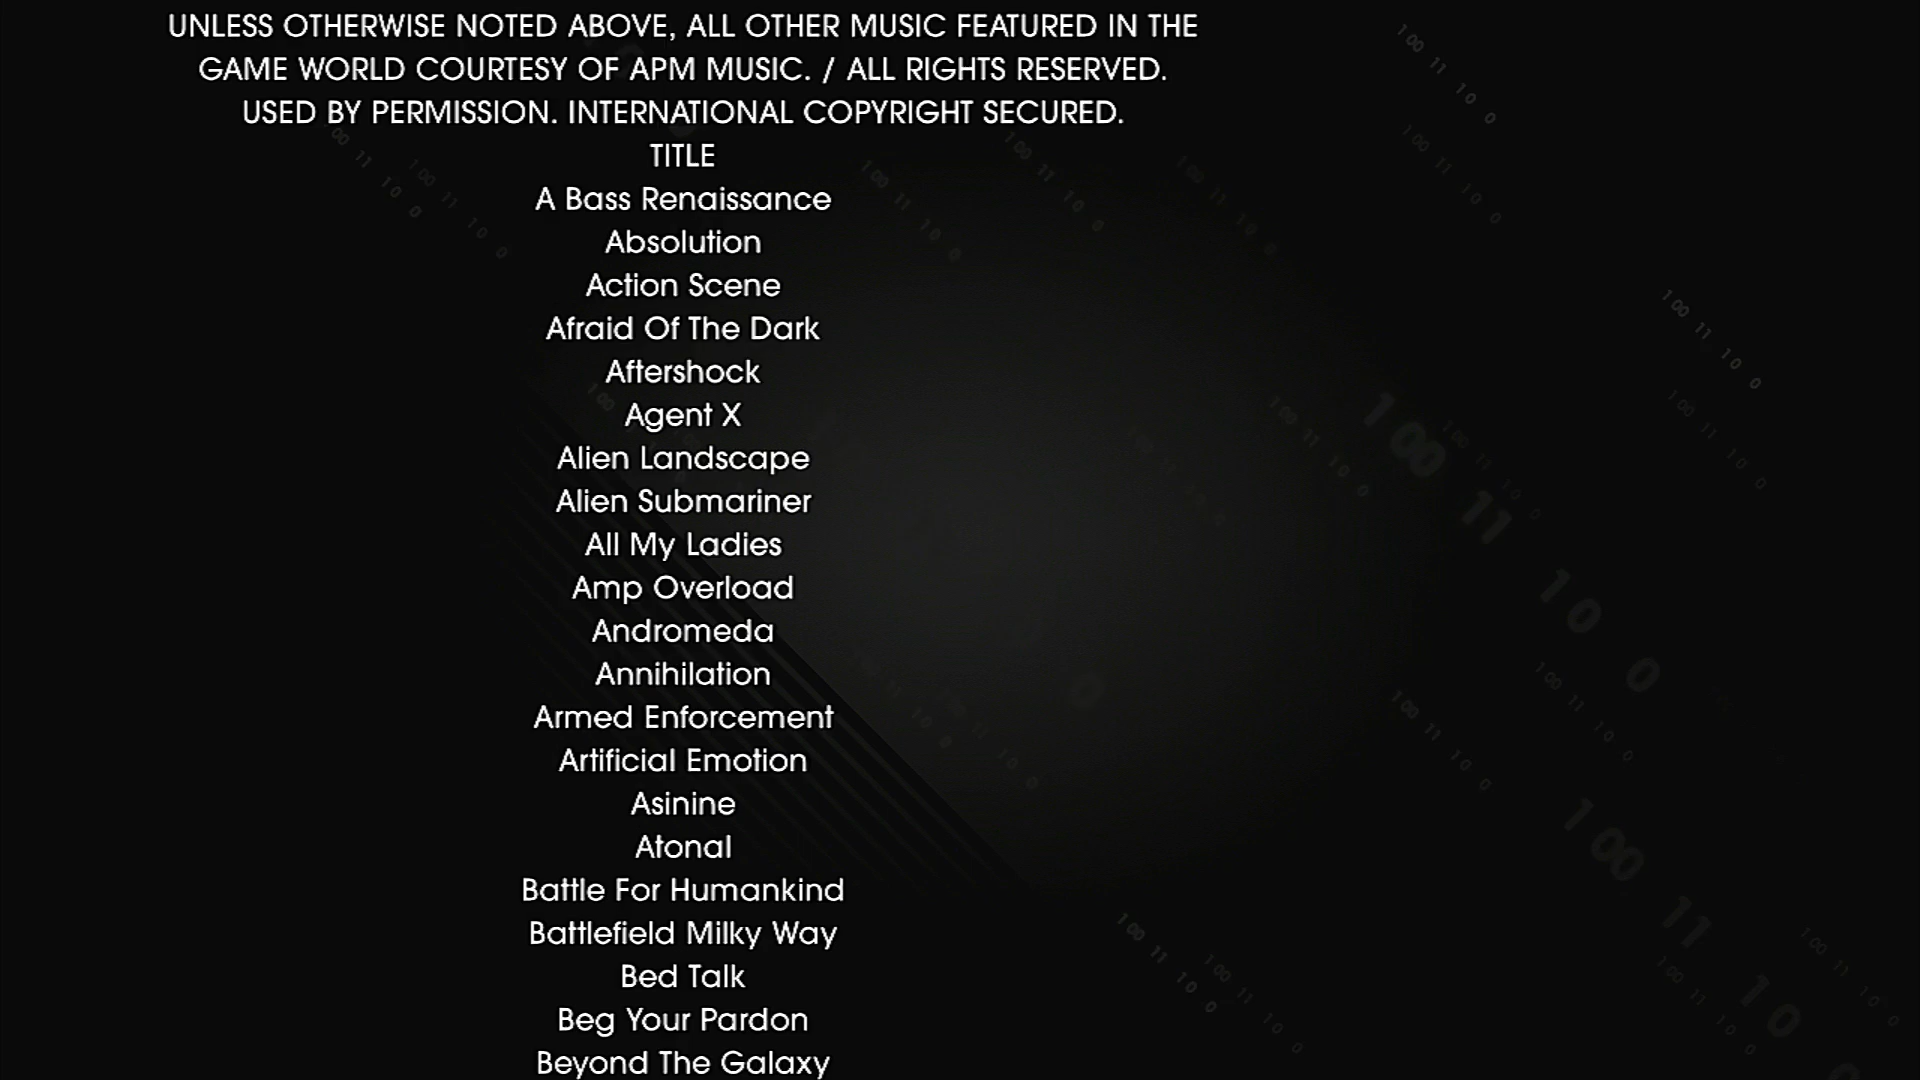 UNLESS OTHERWISE NOTED ABOVE, ALL OTHER MUSIC FEATURED IN THE
GAME WORLD COURTESY OF APM MUSIC. / ALL RIGHTS RESERVED.
USED BY PERMISSION. INTERNATIONAL COPYRIGHT SECURED.
TITLE
A Bass Renaissance
Absolution
Action Scene
Afraid Of The Dark
Aftershock
Agent X
Alien Landscape
Alien Submariner
All My Ladies
Amp Overload
Andromeda
Annihilation
Armed Enforcement
Artificial Emotion
Asinine
Atonal
Battle For Humankind
Battlefield Milky Way
Bed Talk
Beg Your Pardon
Beyond The Galaxy